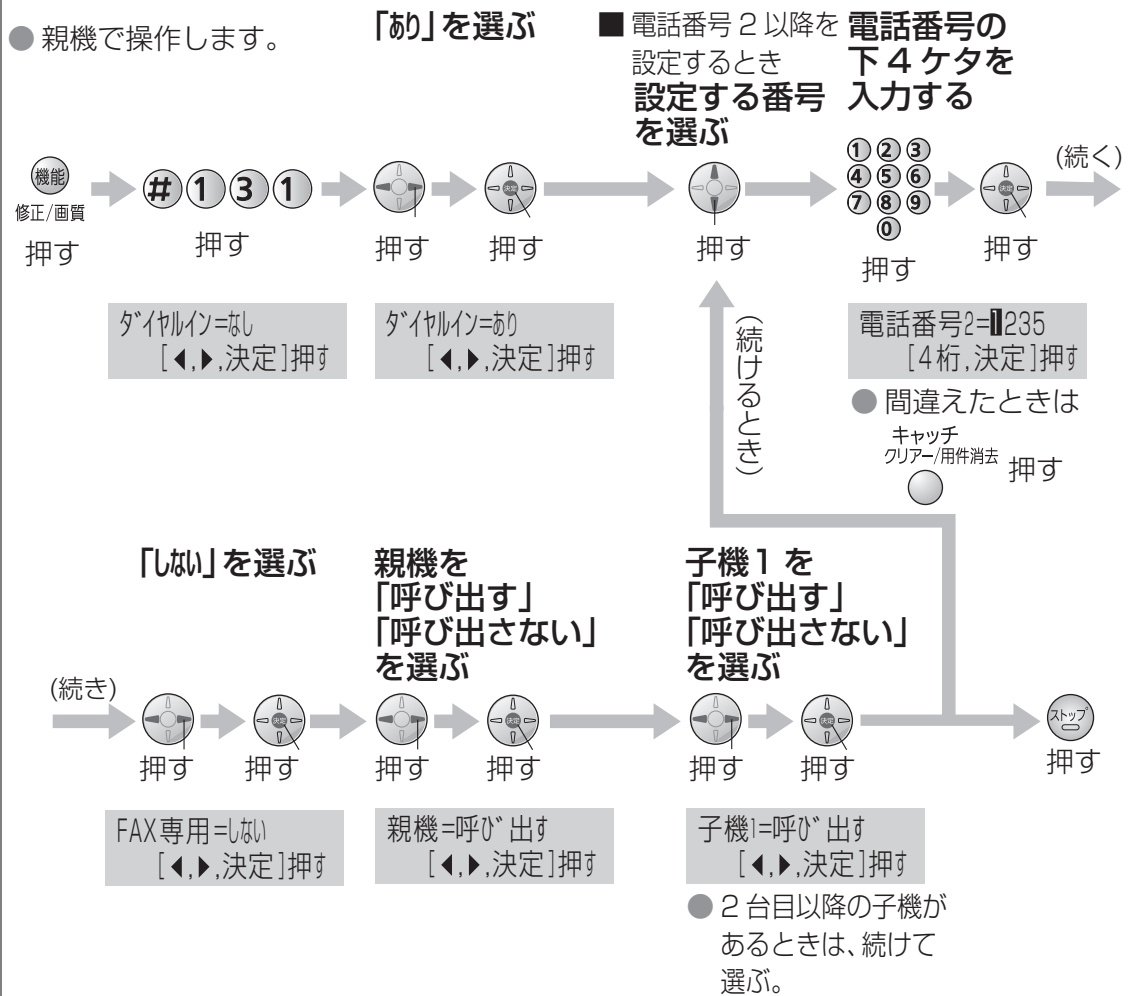 ● 親機で操作します。
「あり」を選ぶ
■ 電話番号 2 以降を
設定するとき
設定する番号
を選ぶ
電話番号の
下 4 ケタを
入力する
機能
修正/画質
押す
# 1 3 1
押す
押す
決定
押す
押す
1 2 3
4 5 6
7 8 9
0
押す
決定
押す
(続く)
ダイヤルイン=なし
[◀,▶,決定]押す
ダイヤルイン=あり
[◀,▶,決定]押す
(続けるとき)
電話番号2=1235
[4桁,決定]押す
● 間違えたときは
キャッチ
クリアー/用件消去
押す
「しない」を選ぶ
親機を
「呼び出す」
「呼び出さない」
を選ぶ
子機1 を
「呼び出す」
「呼び出さない」
を選ぶ
(続き)
押す
決定
押す
押す
決定
押す
押す
決定
押す
ストップ
押す
FAX専用=しない
[◀,▶,決定]押す
親機=呼び出す
[◀,▶,決定]押す
子機1=呼び出す
[◀,▶,決定]押す
● 2 台目以降の子機が
あるときは、続けて
選ぶ。